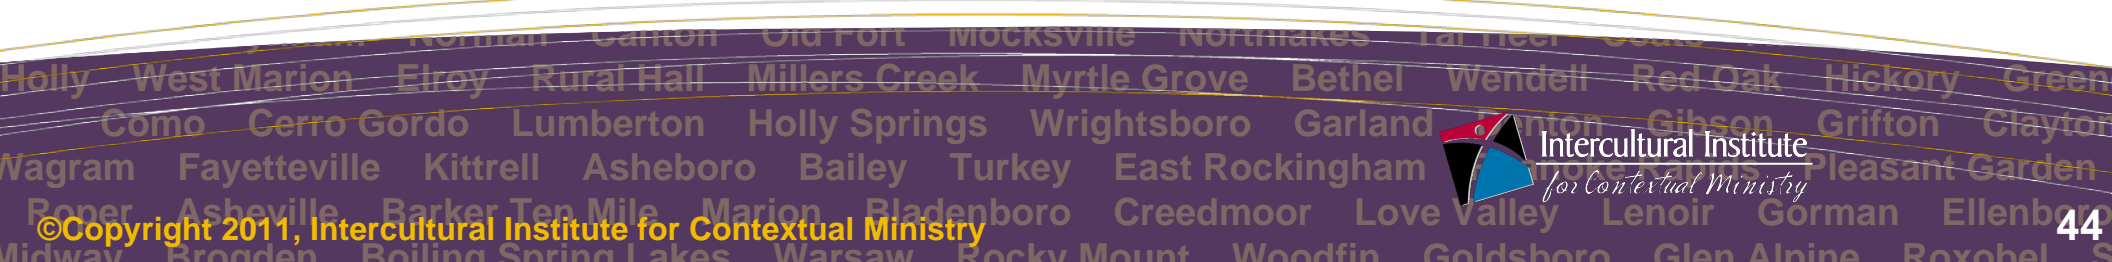 Norman Canton Old Fort Mocksville Northlakes Tar Heel Coats
Holly West Marion Elroy Rural Hall Millers Creek Myrtle Grove Bethel Wendell Red Oak Hickory Green
Como Cerro Gordo Lumberton Holly Springs Wrightsboro Garland Gibson Grifton Clayton
Intercultural Institute
for Contextual Ministry
Wagram Fayetteville Kittrell Asheboro Bailey Turkey East Rockingham Pleasant Garden
Roper Asheville Barker Ten Mile Marion Bladenboro Creedmoor Love Valley Lenoir Gorman Ellenboro
©Copyright 2011, Intercultural Institute for Contextual Ministry
44
Midway Brogden Boiling Spring Lakes Warsaw Rocky Mount Woodfin Goldsboro Glen Alpine Roxobel S